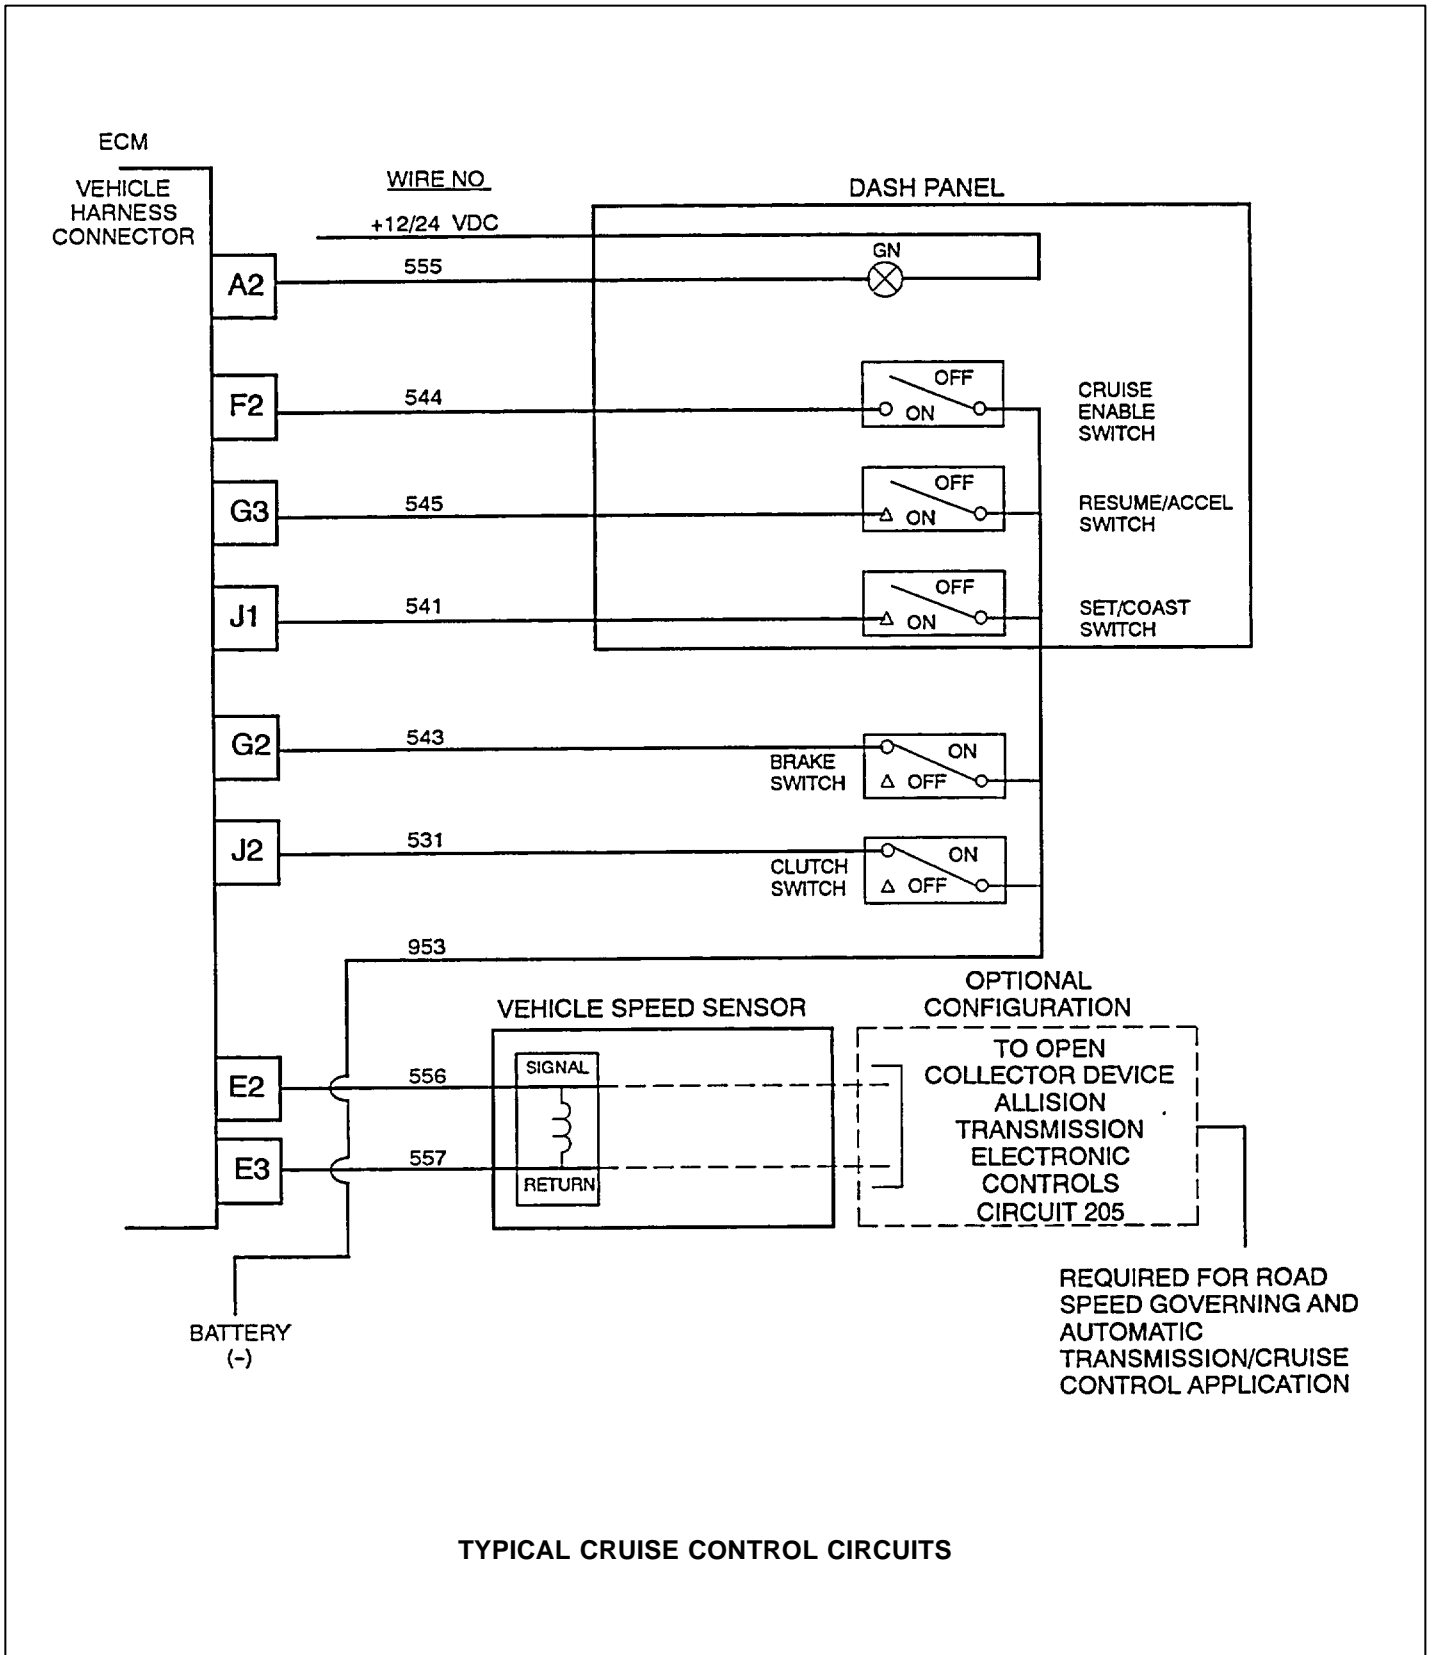 ECM
VEHICLE
HARNESS
CONNECTOR
WIRE NO
DASH PANEL
+12/24 VDC
GN
A2
555
F2
544
OFF
ON
CRUISE
ENABLE
SWITCH
G3
545
OFF
ON
RESUME/ACCEL
SWITCH
J1
541
OFF
ON
SET/COAST
SWITCH
G2
543
BRAKE
SWITCH
ON
OFF
J2
531
CLUTCH
SWITCH
ON
OFF
953
VEHICLE SPEED SENSOR
OPTIONAL
CONFIGURATION
E2
556
SIGNAL
E3
557
RETURN
TO OPEN
COLLECTOR DEVICE
ALLISION
TRANSMISSION
ELECTRONIC
CONTROLS
CIRCUIT 205
BATTERY
(-)
REQUIRED FOR ROAD
SPEED GOVERNING AND
AUTOMATIC
TRANSMISSION/CRUISE
CONTROL APPLICATION
TYPICAL CRUISE CONTROL CIRCUITS